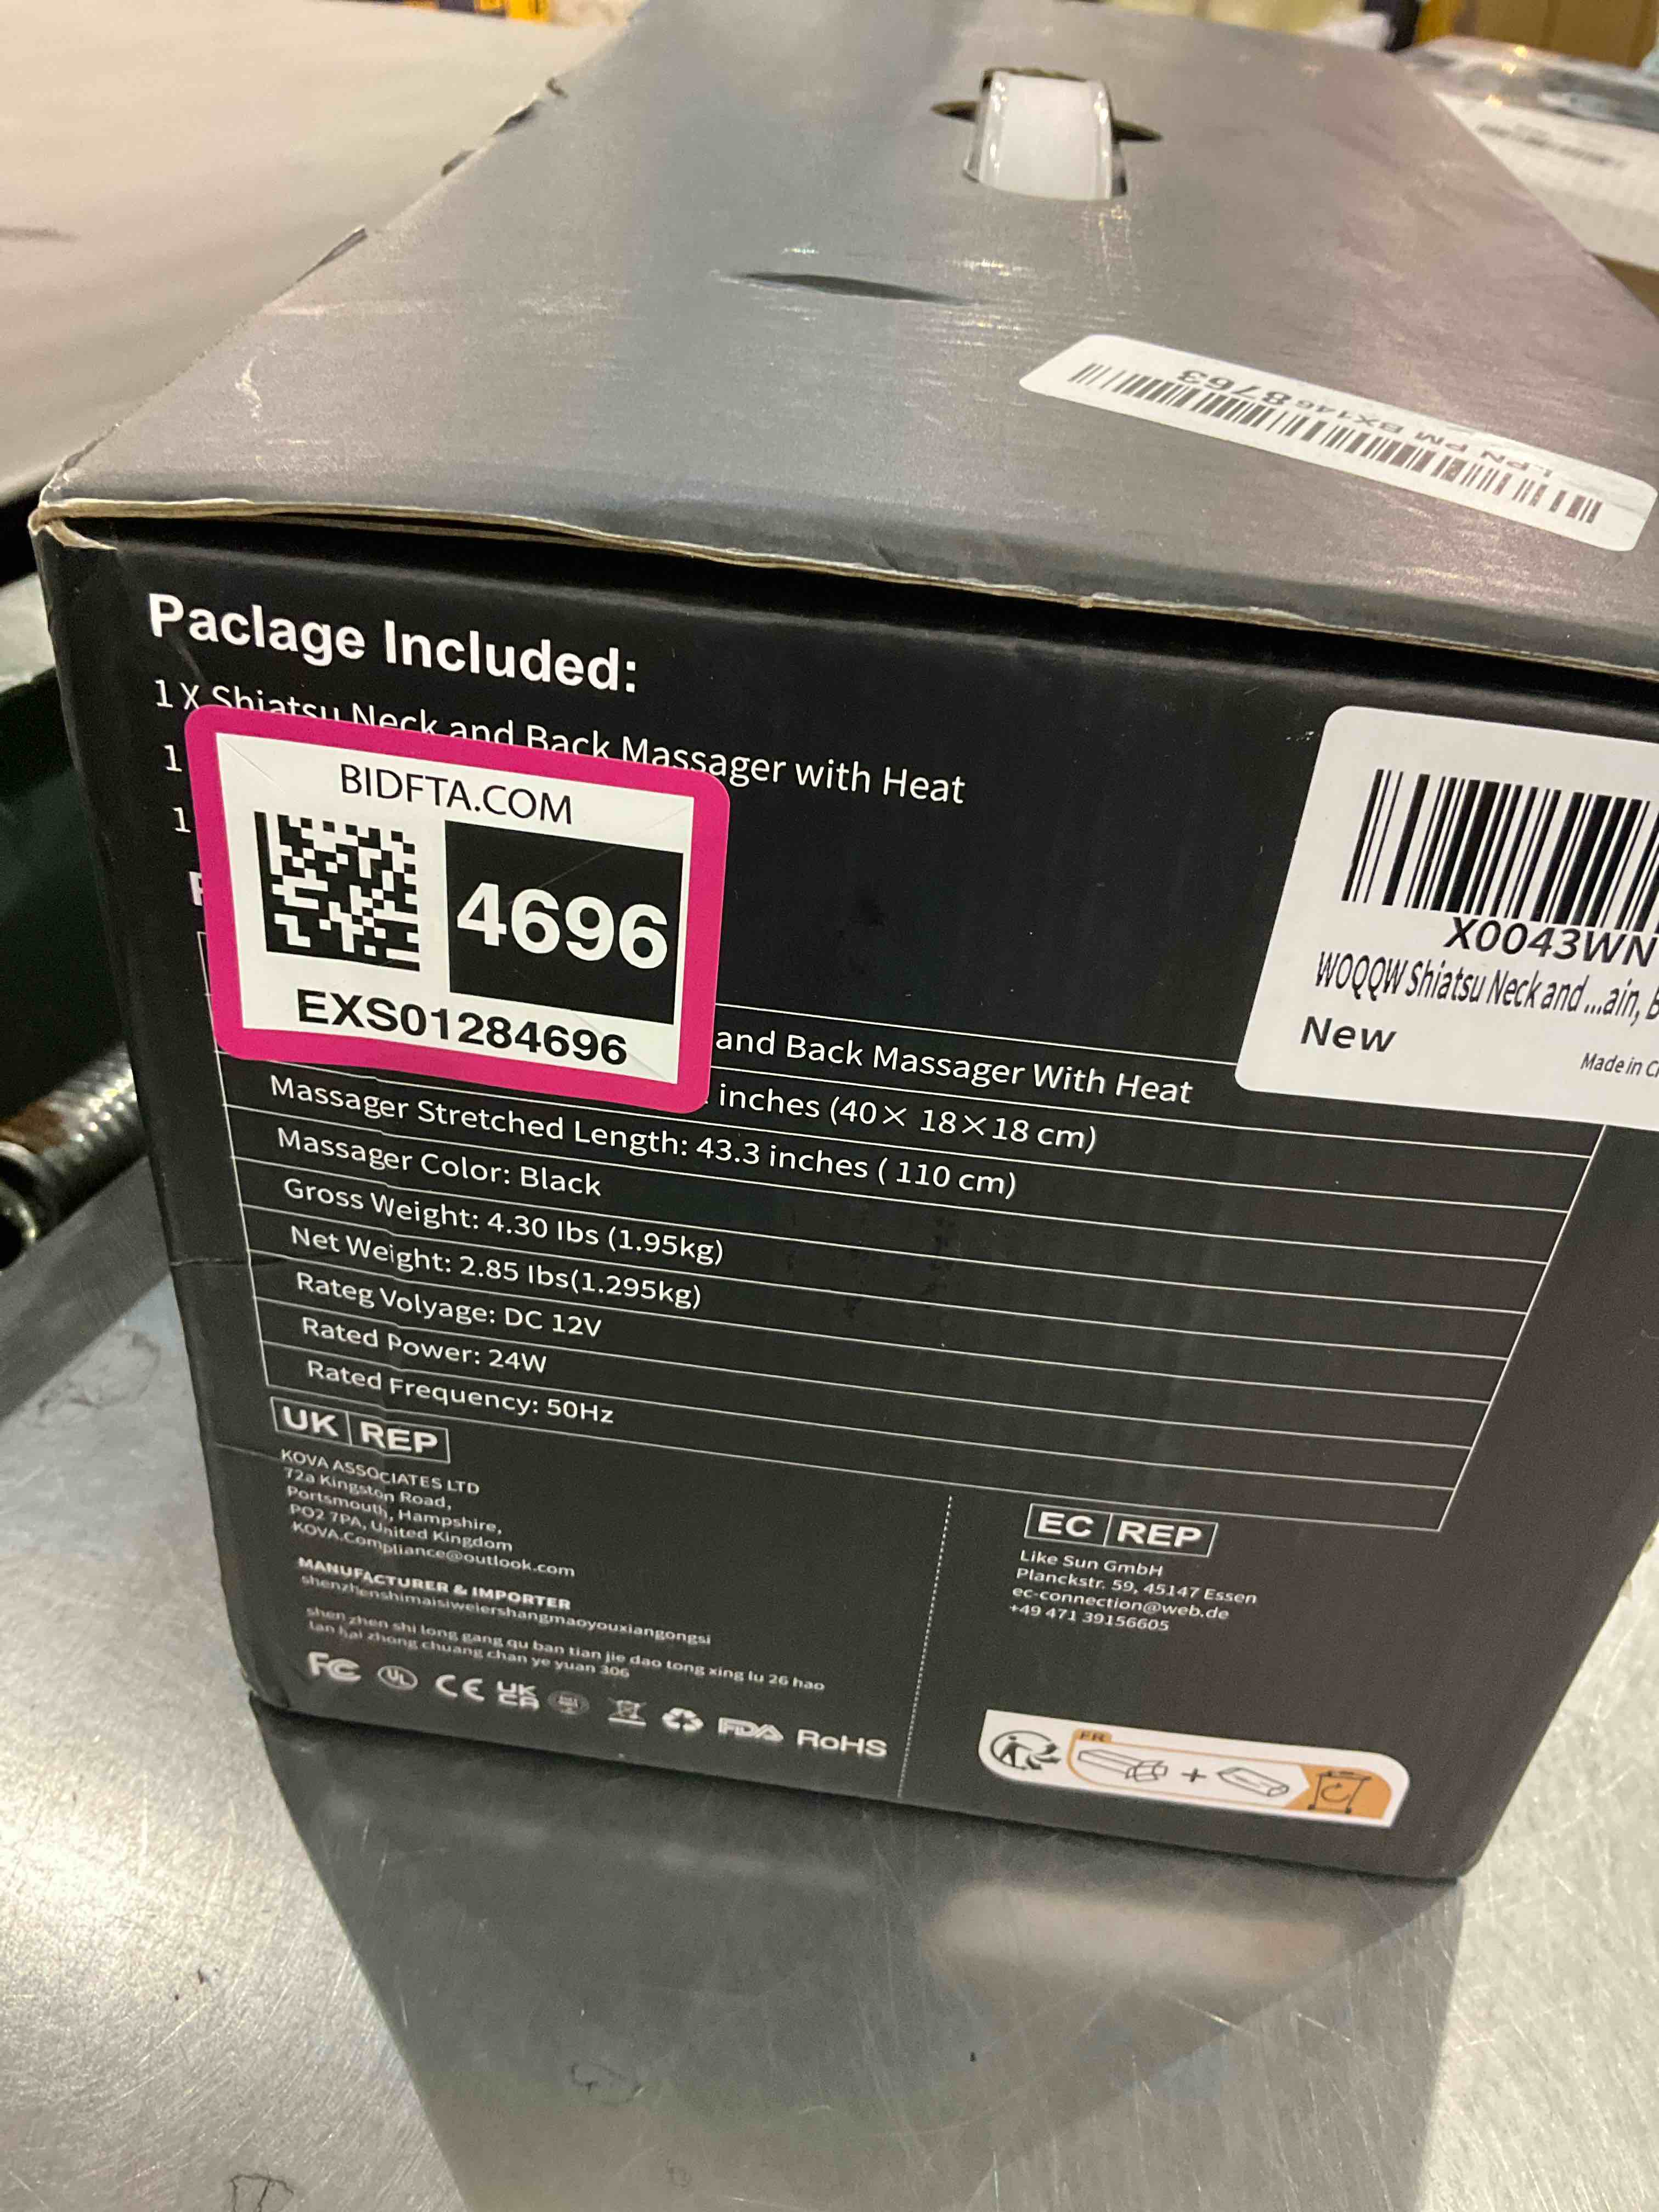 LPN PM BX1468763
Paclage Included:
1 X Shiatsu Neck and Back Massager with Heat
1
1
BIDFTA.COM
4696
EXS01284696
X0043WN
WOQQW Shiatsu Neck and ...ain, B
New
Made in C
and Back Massager With Heat
inches (40× 18×18 cm)
Massager Stretched Length: 43.3 inches ( 110 cm)
Massager Color: Black
Gross Weight: 4.30 lbs (1.95kg)
Net Weight: 2.85 lbs(1.295kg)
Rateg Volyage: DC 12V
Rated Power: 24W
Rated Frequency: 50Hz
UK REP
KOVA ASSOCIATES LTD
72a Kingston Road,
Portsmouth, Hampshire,
PO2 7PA, United Kingdom
KOVA.Compliance@outlook.com
MANUFACTURER & IMPORTER
shenzhenshimaisiweiershangmaoyouxiangongsi
shen zhen shi long gang qu ban tian jie dao tong xing lu 26 hao
lan kai zhong chuang chan ye yuan 306
FC UL CE UK CA FDA RoHS
EC REP
Like Sun GmbH
Planckstr. 59, 45147 Essen
ec-connection@web.de
+49 471 39156605
FR